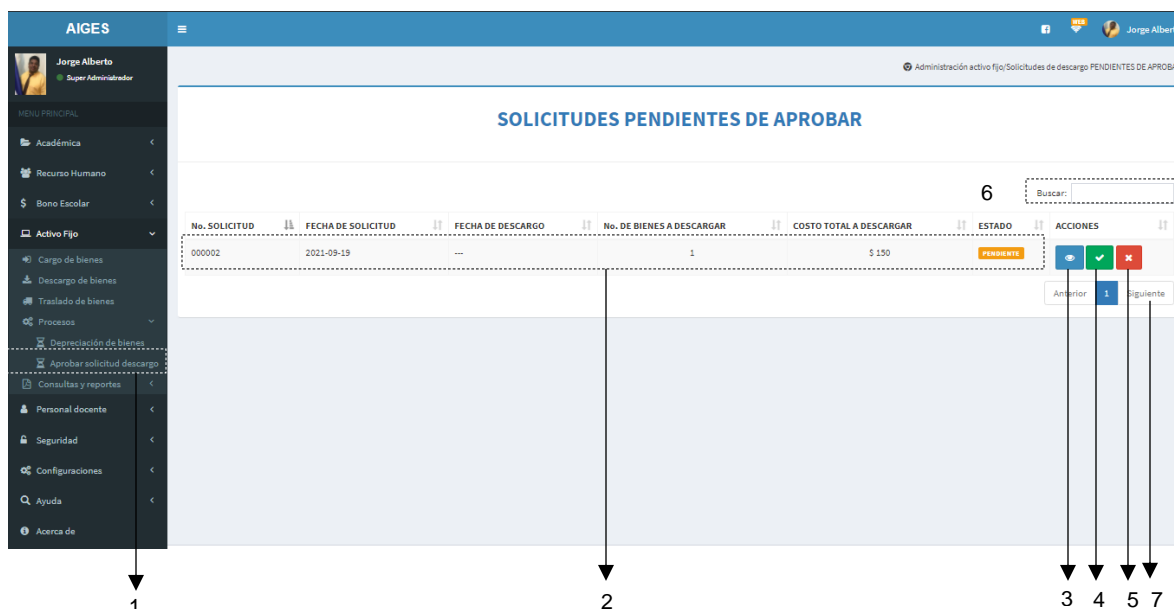 AIGES
WEB
Jorge Albert
Jorge Alberto
Super Administrador
Administración activo fijo/Solicitudes de descargo PENDIENTES DE APROBA
MENU PRINCIPAL
SOLICITUDES PENDIENTES DE APROBAR
Académica
Recurso Humano
Bono Escolar
Activo Fijo
Cargo de bienes
Descargo de bienes
Traslado de bienes
Procesos
Depreciación de bienes
Aprobar solicitud descargo
Consultas y reportes
Personal docente
Seguridad
Configuraciones
Ayuda
Acerca de
6
Buscar:
No. SOLICITUD FECHA DE SOLICITUD FECHA DE DESCARGO No. DE BIENES A DESCARGAR COSTO TOTAL A DESCARGAR ESTADO ACCIONES
000002 2021-09-19 --- 1 $ 150 PENDIENTE
Anterior 1 Siguiente
1 2 3 4 5 7